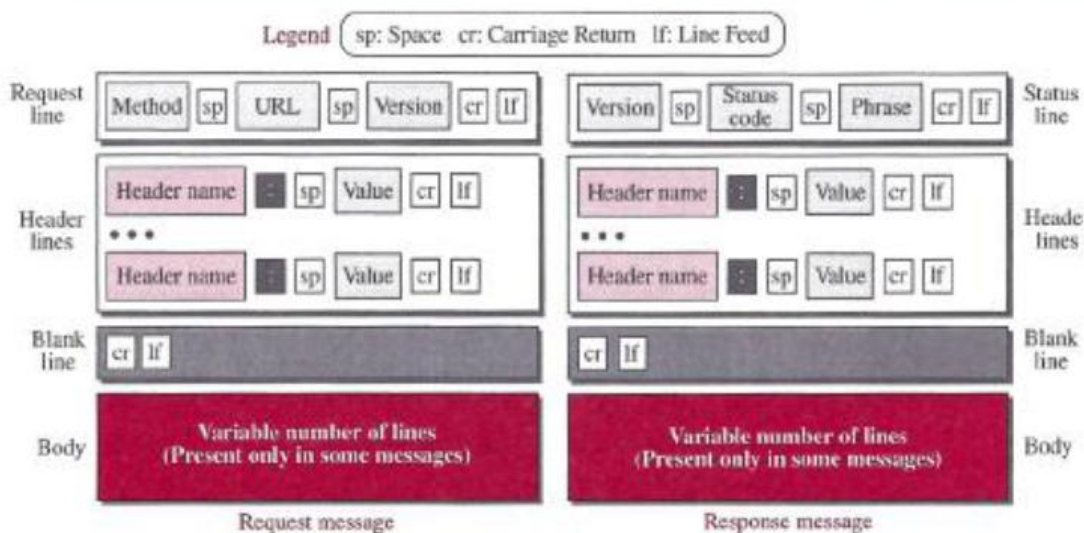 Legend sp: Space cr: Carriage Return lf: Line Feed
Request line
Method sp URL sp Version cr lf
Version sp Status code sp Phrase cr lf
Status line
Header lines
Header name : sp Value cr lf
•••
Header name : sp Value cr lf
Header name : sp Value cr lf
•••
Header name : sp Value cr lf
Heade
lines
Blank line
cr lf
cr lf
Blank line
Body
Variable number of lines
(Present only in some messages)
Variable number of lines
(Present only in some messages)
Body
Request message
Response message